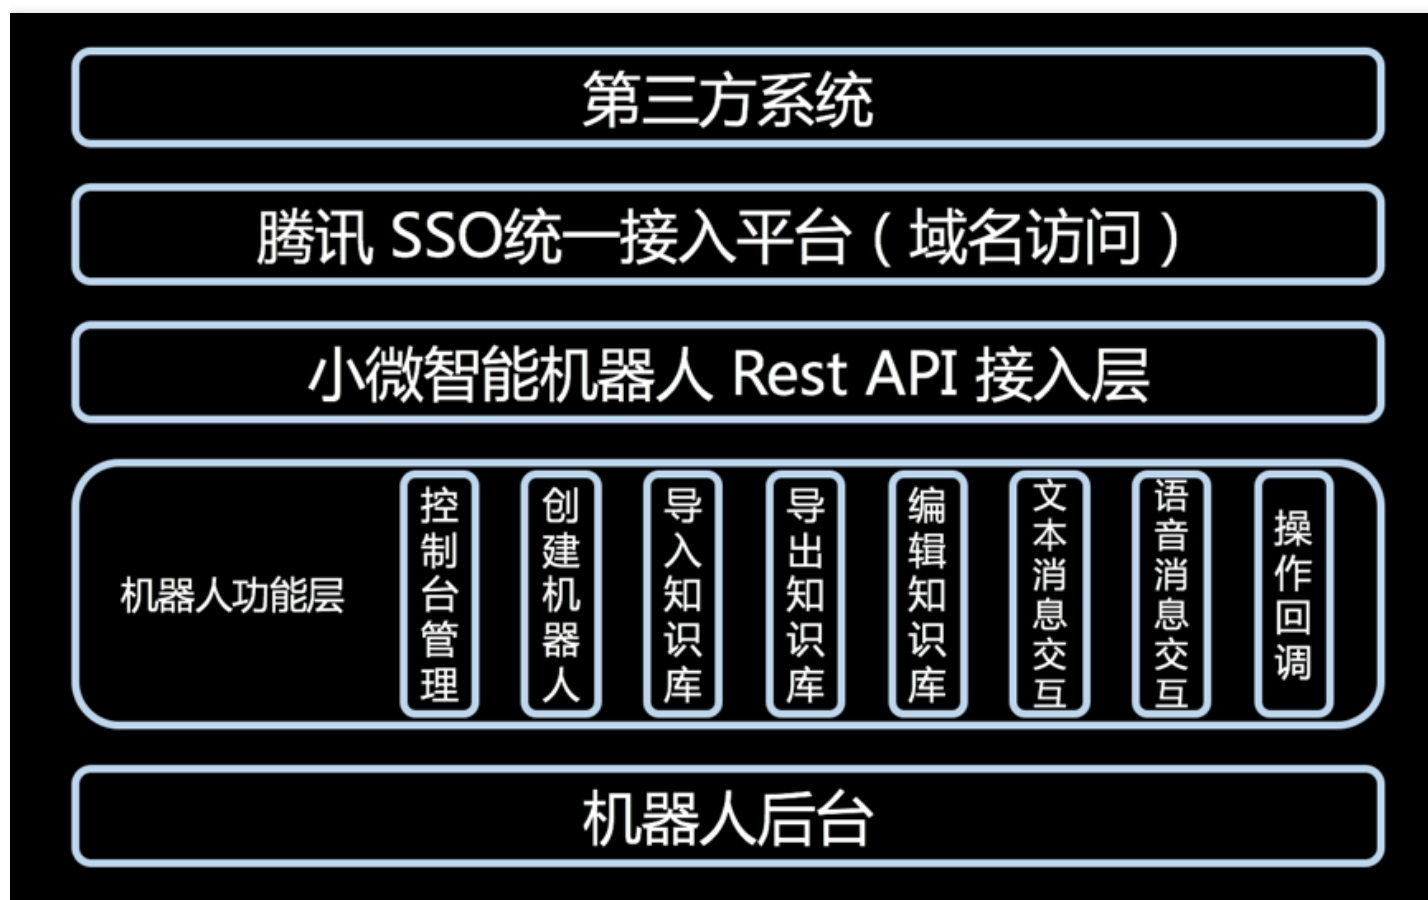 第三方系统
腾讯 SSO统一接入平台（域名访问）
小微智能机器人 Rest API 接入层
机器人功能层
控制台管理
创建机器人
导入知识库
导出知识库
编辑知识库
文本消息交互
语音消息交互
操作回调
机器人后台